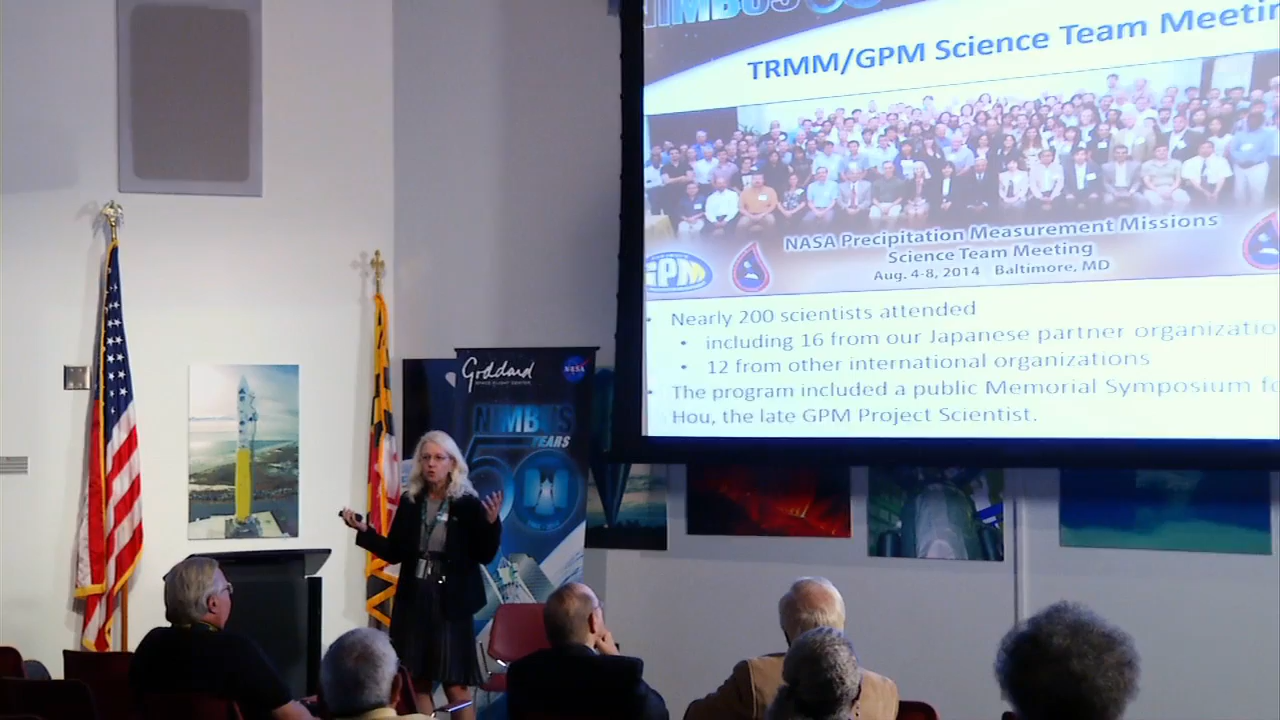 NIMBUS 50
TRMM/GPM Science Team Meetin
NASA Precipitation Measurement Missions
Science Team Meeting
Aug. 4-8, 2014 Baltimore, MD
GPM
• Nearly 200 scientists attended
• including 16 from our Japanese partner organizatio
• 12 from other international organizations
• The program included a public Memorial Symposium fo
Hou, the late GPM Project Scientist.
Goddard
SPACE FLIGHT CENTER
NASA
NIMBUS
50 YEARS